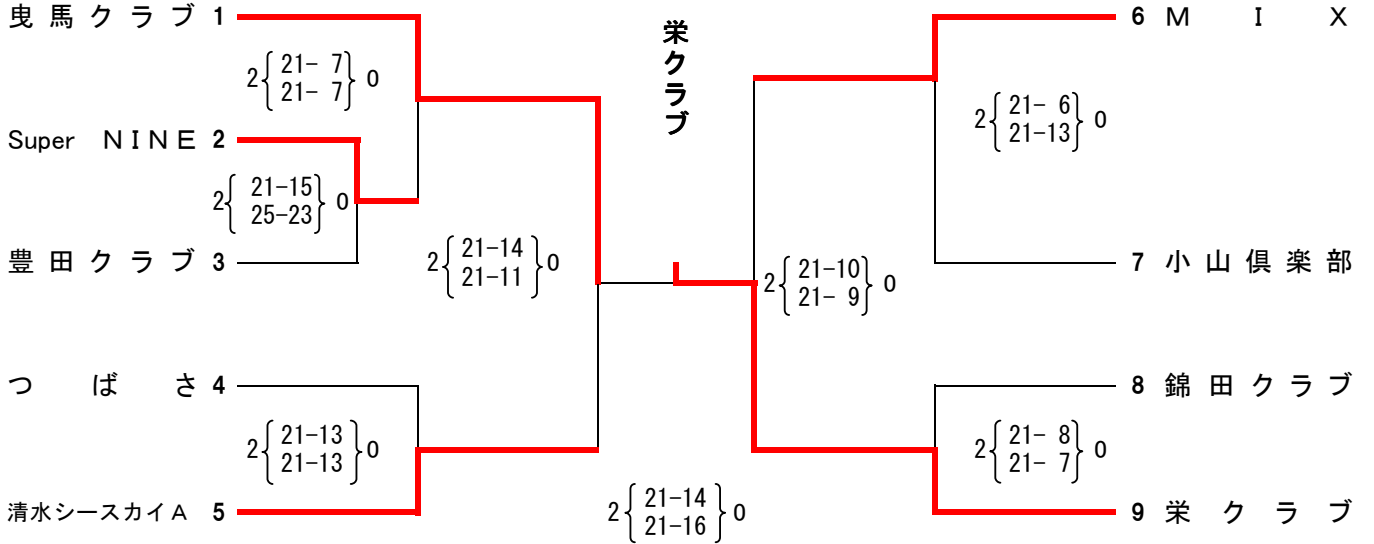 曳馬クラブ 1
2{ 21- 7 } 0
21- 7
Super NINE 2
2{ 21-15 } 0
25-23
豊田クラブ 3
2{ 21-14 } 0
21-11
つばさ 4
2{ 21-13 } 0
21-13
清水シースカイA 5
栄クラブ
2{ 21-14 } 0
21-16
6 MIX
2{ 21- 6 } 0
21-13
7 小山倶楽部
2{ 21-10 } 0
21- 9
8 錦田クラブ
2{ 21- 8 } 0
21- 7
9 栄クラブ